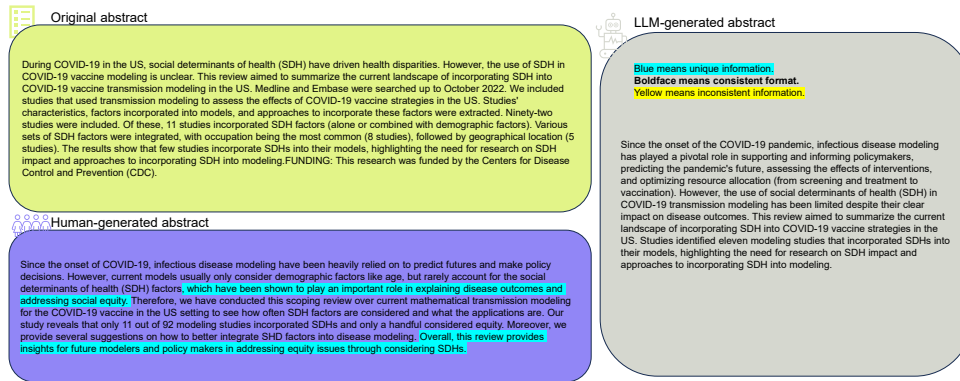 Original abstract
During COVID-19 in the US, social determinants of health (SDH) have driven health disparities. However, the use of SDH in
COVID-19 vaccine modeling is unclear. This review aimed to summarize the current landscape of incorporating SDH into
COVID-19 vaccine transmission modeling in the US. Medline and Embase were searched up to October 2022. We included
studies that used transmission modeling to assess the effects of COVID-19 vaccine strategies in the US. Studies'
characteristics, factors incorporated into models, and approaches to incorporate these factors were extracted. Ninety-two
studies were included. Of these, 11 studies incorporated SDH factors (alone or combined with demographic factors). Various
sets of SDH factors were integrated, with occupation being the most common (8 studies), followed by geographical location (5
studies). The results show that few studies incorporate SDHs into their models, highlighting the need for research on SDH
impact and approaches to incorporating SDH into modeling.FUNDING: This research was funded by the Centers for Disease
Control and Prevention (CDC).
Human-generated abstract
Since the onset of COVID-19, infectious disease modeling have been heavily relied on to predict futures and make policy
decisions. However, current models usually only consider demographic factors like age, but rarely account for the social
determinants of health (SDH) factors, which have been shown to play an important role in explaining disease outcomes and
addressing social equity. Therefore, we have conducted this scoping review over current mathematical transmission modeling
for the COVID-19 vaccine in the US setting to see how often SDH factors are considered and what the applications are. Our
study reveals that only 11 out of 92 modeling studies incorporated SDHs and only a handful considered equity. Moreover, we
provide several suggestions on how to better integrate SHD factors into disease modeling. Overall, this review provides
insights for future modelers and policy makers in addressing equity issues through considering SDHs.
LLM-generated abstract
Blue means unique information.
Boldface means consistent format.
Yellow means inconsistent information.
Since the onset of the COVID-19 pandemic, infectious disease modeling
has played a pivotal role in supporting and informing policymakers,
predicting the pandemic's future, assessing the effects of interventions,
and optimizing resource allocation (from screening and treatment to
vaccination). However, the use of social determinants of health (SDH) in
COVID-19 transmission modeling has been limited despite their clear
impact on disease outcomes. This review aimed to summarize the current
landscape of incorporating SDH into COVID-19 vaccine strategies in the
US. Studies identified eleven modeling studies that incorporated SDHs into
their models, highlighting the need for research on SDH impact and
approaches to incorporating SDH into modeling.